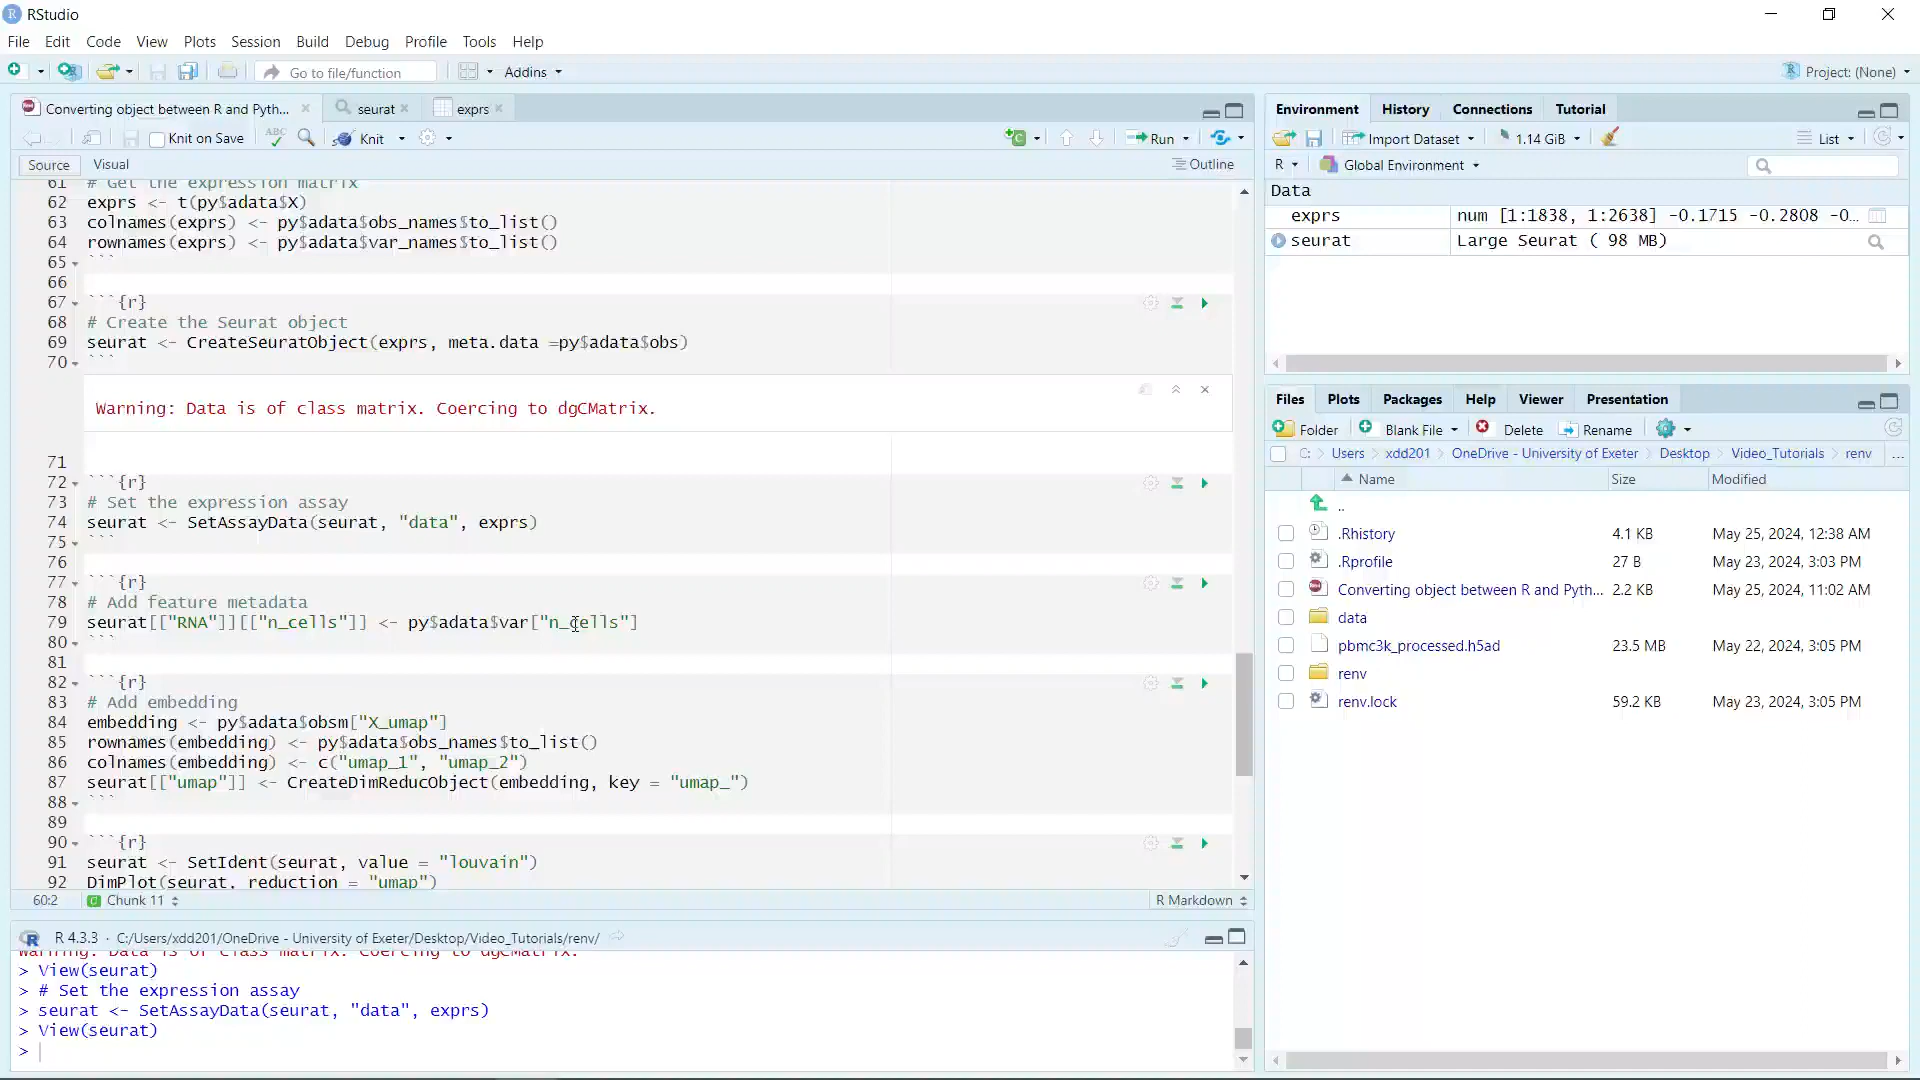 RStudio
File Edit Code View Plots Session Build Debug Profile Tools Help
Go to file/function Addins Project: (None)
Converting object between R and Pyth... seurat exprs
Knit on Save ABC Knit Run
Source Visual Outline
61 # Get the expression matrix
62 exprs <- t(py$adata$X)
63 colnames(exprs) <- py$adata$obs_names$to_list()
64 rownames(exprs) <- py$adata$var_names$to_list()
65 ```
66
67 ```{r}
68 # Create the Seurat object
69 seurat <- CreateSeuratObject(exprs, meta.data =py$adata$obs)
70 ```
Warning: Data is of class matrix. Coercing to dgCMatrix.
71
72 ```{r}
73 # Set the expression assay
74 seurat <- SetAssayData(seurat, "data", exprs)
75 ```
76
77 ```{r}
78 # Add feature metadata
79 seurat[["RNA"]][["n_cells"]] <- py$adata$var["n_cells"]
80 ```
81
82 ```{r}
83 # Add embedding
84 embedding <- py$adata$obsm["X_umap"]
85 rownames(embedding) <- py$adata$obs_names$to_list()
86 colnames(embedding) <- c("umap_1", "umap_2")
87 seurat[["umap"]] <- CreateDimReducObject(embedding, key = "umap_")
88 ```
89
90 ```{r}
91 seurat <- SetIdent(seurat, value = "louvain")
92 DimPlot(seurat, reduction = "umap")
60:2 Chunk 11 R Markdown
R 4.3.3 · C:/Users/xdd201/OneDrive - University of Exeter/Desktop/Video_Tutorials/renv/
Warning: Data is of class matrix. Coercing to dgCMatrix.
> View(seurat)
> # Set the expression assay
> seurat <- SetAssayData(seurat, "data", exprs)
> View(seurat)
>
Environment History Connections Tutorial
Import Dataset 1.14 GiB List
R Global Environment
Data
exprs num [1:1838, 1:2638] -0.1715 -0.2808 -0...
seurat Large Seurat ( 98 MB)
Files Plots Packages Help Viewer Presentation
Folder Blank File Delete Rename
C: Users xdd201 OneDrive - University of Exeter Desktop Video_Tutorials renv ...
Name Size Modified
..
.Rhistory 4.1 KB May 25, 2024, 12:38 AM
.Rprofile 27 B May 23, 2024, 3:03 PM
Converting object between R and Pyth... 2.2 KB May 25, 2024, 11:02 AM
data
pbmc3k_processed.h5ad 23.5 MB May 22, 2024, 3:05 PM
renv
renv.lock 59.2 KB May 23, 2024, 3:05 PM